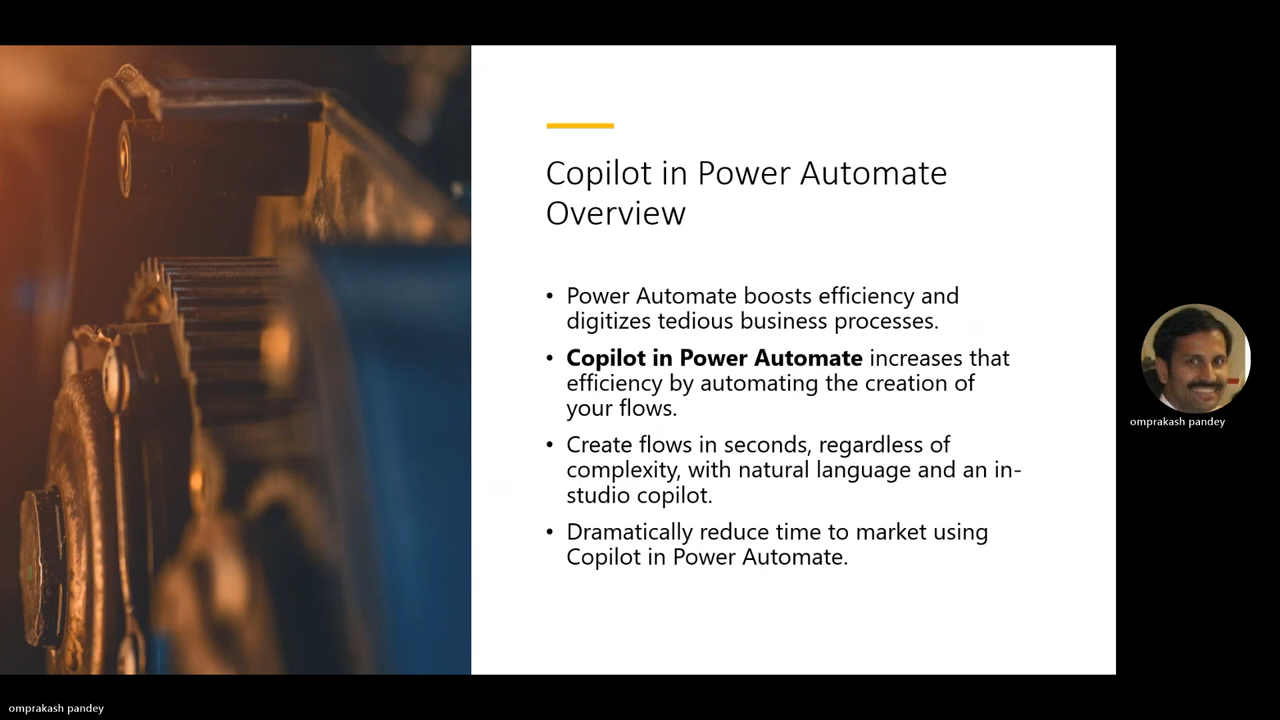 Copilot in Power Automate
Overview
• Power Automate boosts efficiency and
digitizes tedious business processes.
• Copilot in Power Automate increases that
efficiency by automating the creation of
your flows.
• Create flows in seconds, regardless of
complexity, with natural language and an in-
studio copilot.
• Dramatically reduce time to market using
Copilot in Power Automate.
omprakash pandey
omprakash pandey